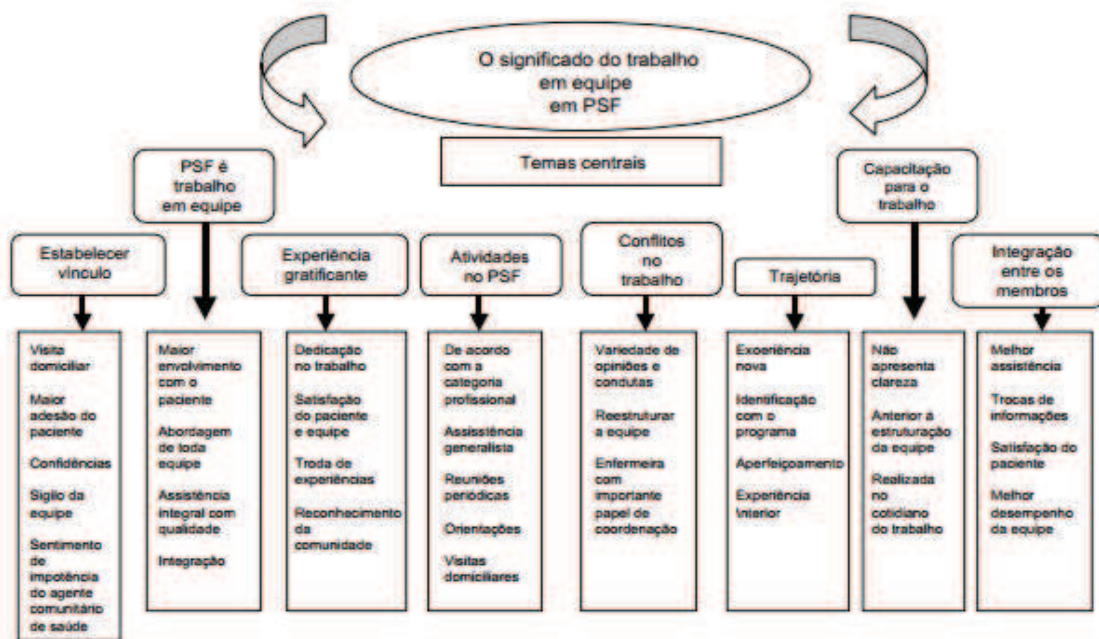 O significado do trabalho
em equipe
em PSF
Temas centrais
PSF é
trabalho
em equipe
Capacitação
para o
trabalho
Estabelecer
vínculo
Experiência
gratificante
Atividades
no PSF
Conflitos
no
trabalho
Trajetória
Integração
entre os
membros
Visita
domiciliar
Maior
adesão do
paciente
Confidências
Sigilo da
equipe
Sentimento
de
impotência
do agente
comunitário
de saúde
Maior
envolvimento
com o
paciente
Abordagem
de toda
equipe
Assistência
integral com
qualidade
Integração
Dedicação
no trabalho
Satisfação
do paciente
e equipe
Troda de
experiências
Reconhecimento
da
comunidade
De acordo
com a
categoria
profissional
Assisstência
generalista
Reuniões
periódicas
Orientações
Visitas
domiciliares
Variedade de
opiniões e
condutas
Reestruturar
a equipe
Enfermeira
com
importante
papel de
coordenação
Exoeriência
nova
Identificação
com o
programa
Aperfeiçoamento
Experiência
Não
apresenta
clareza
Anterior à
estruturação
da equipe
Realizada
no
cotidiano
do trabalho
Melhor
assistência
Trocas de
informações
Satisfação do
paciente
Melhor
desempenho
da equipe